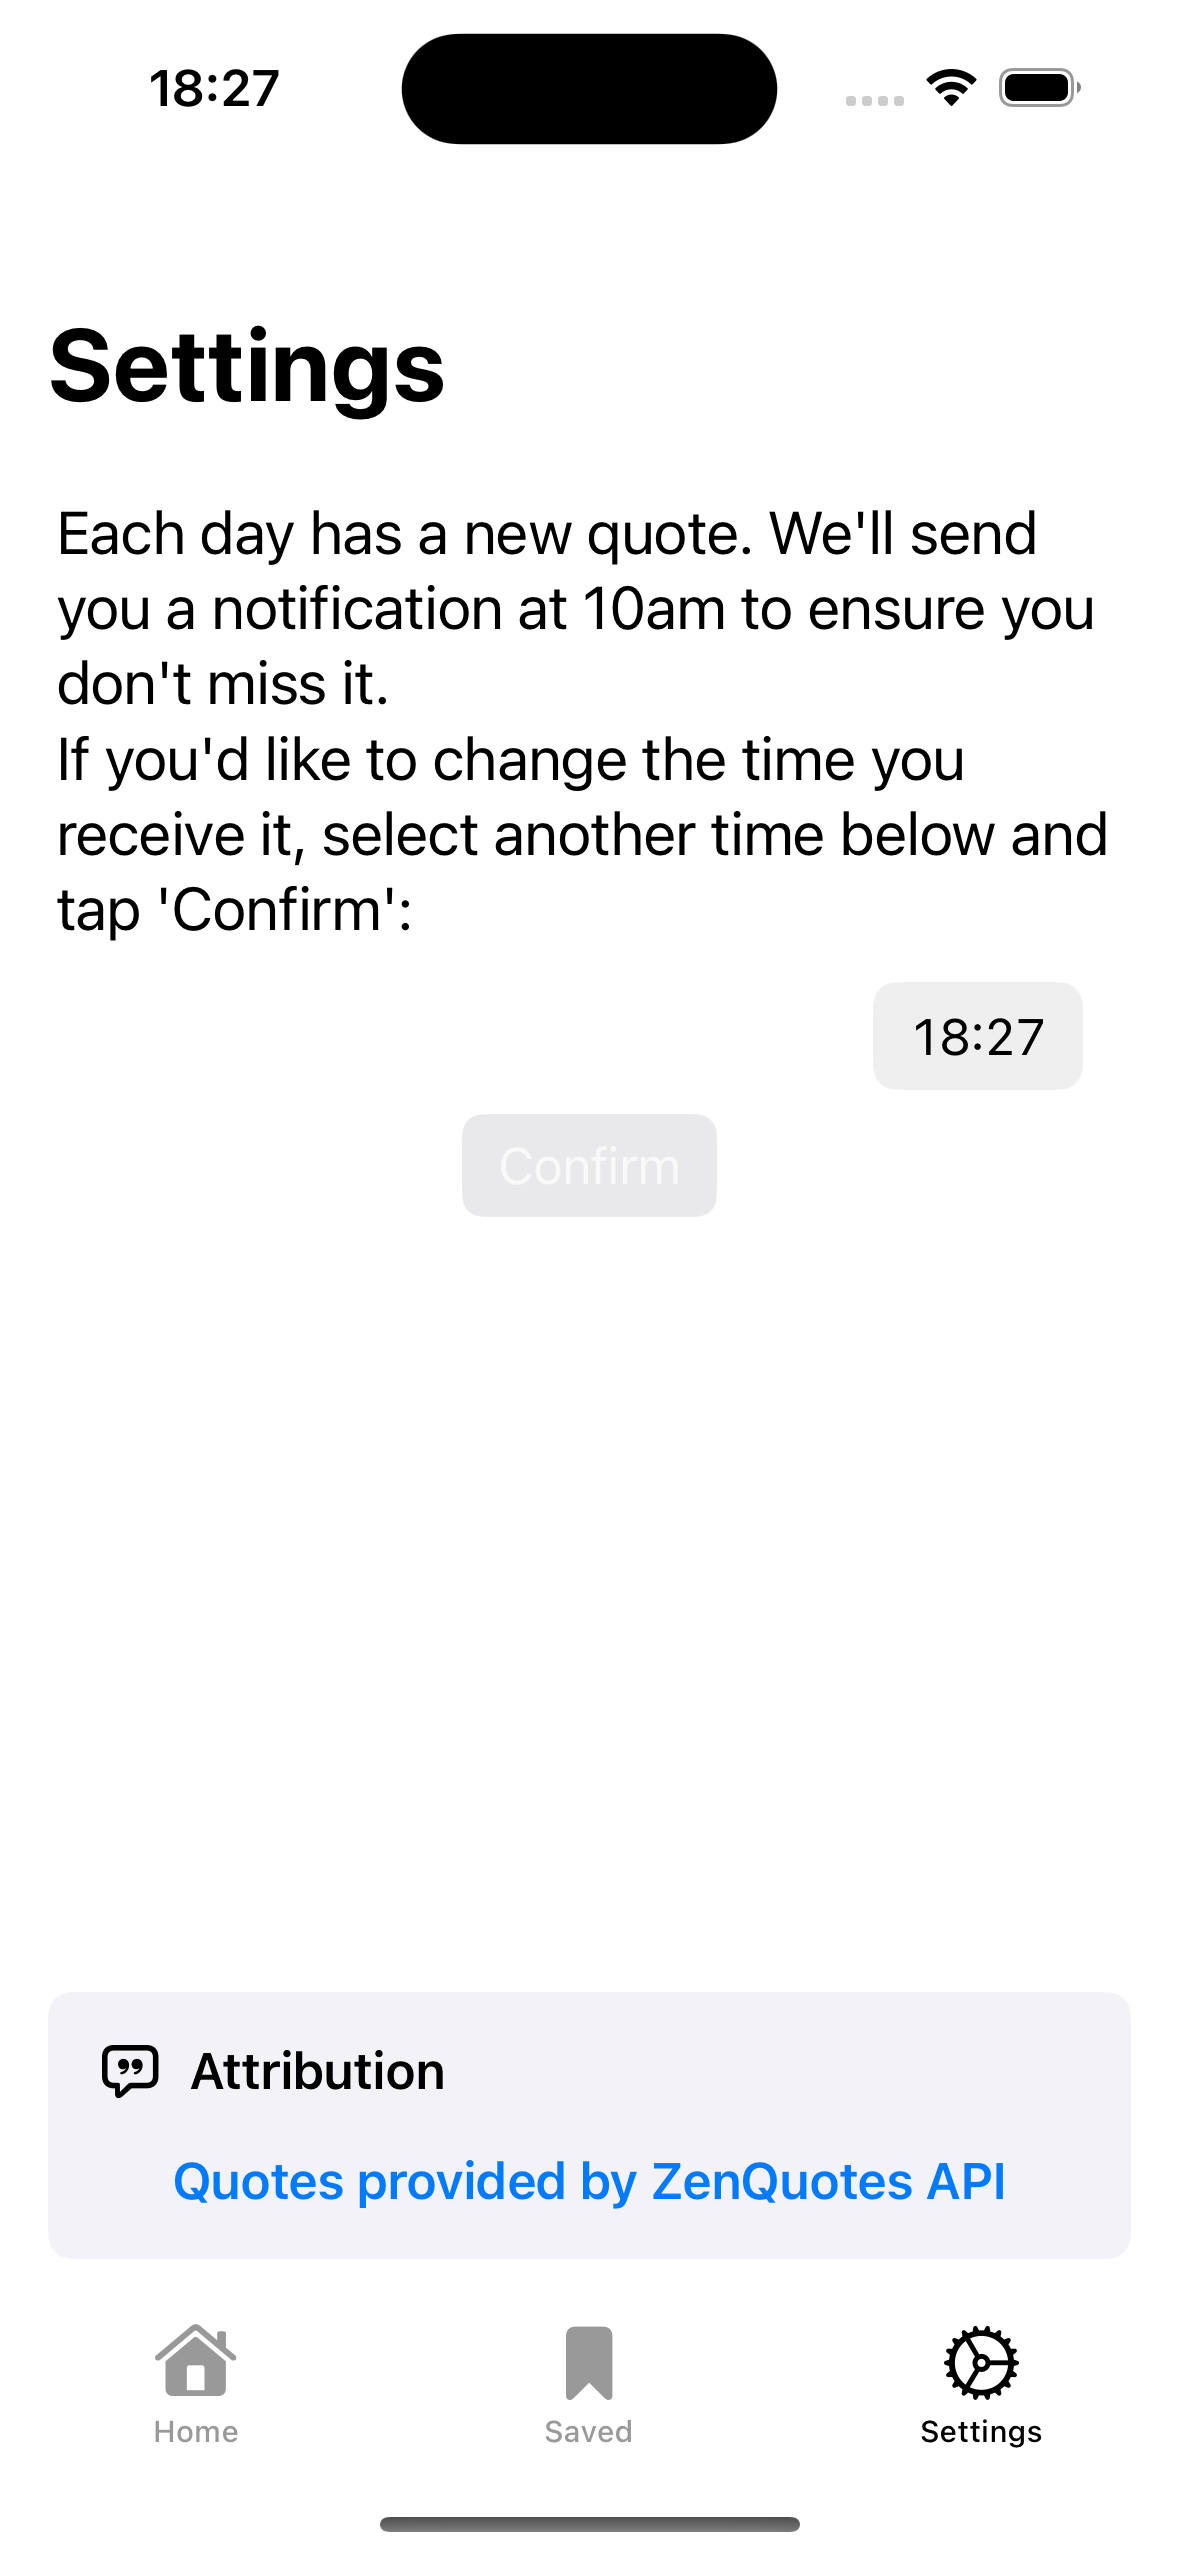 18:27
Settings
Each day has a new quote. We'll send
you a notification at 10am to ensure you
don't miss it.
If you'd like to change the time you
receive it, select another time below and
tap 'Confirm':
18:27
Confirm
Attribution
Quotes provided by ZenQuotes API
Home
Saved
Settings